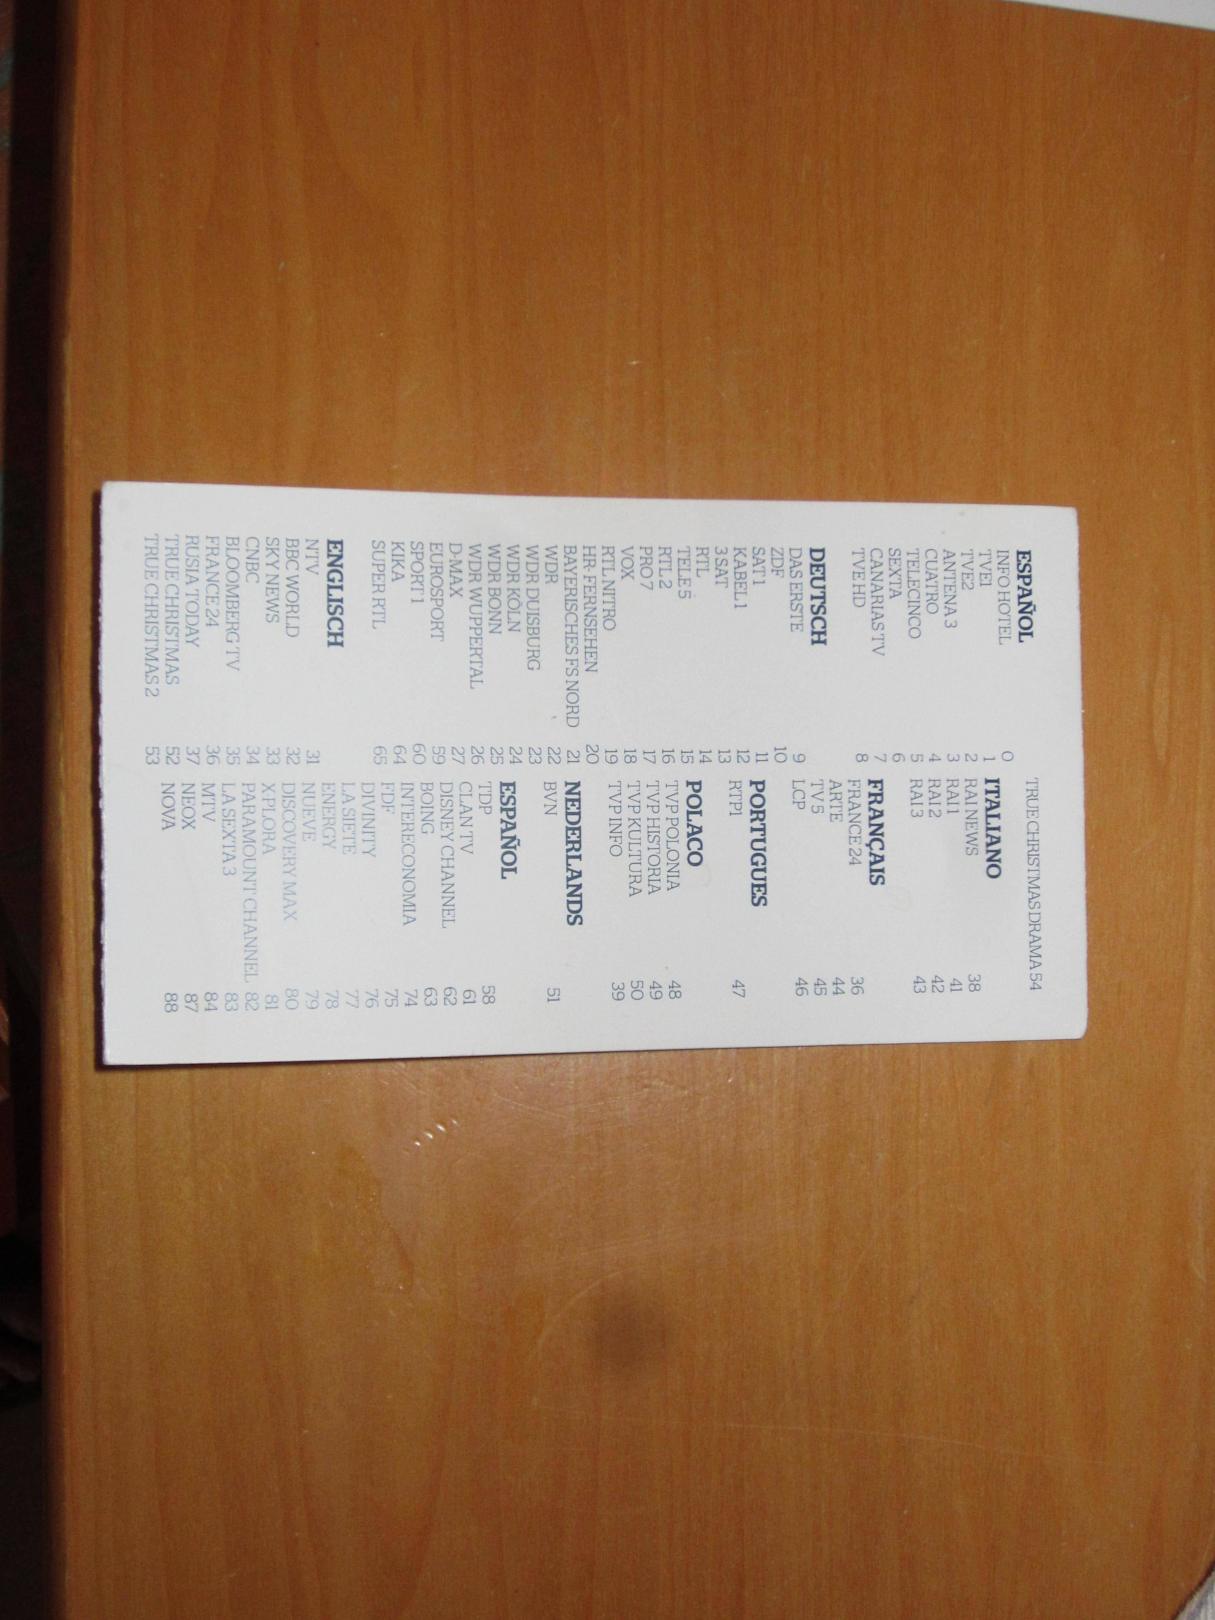 ESPAÑOL
INFO HOTEL 0
TVE1 1
TVE2 2
ANTENA 3 3
CUATRO 4
TELECINCO 5
SEXTA 6
CANARIAS TV 7
TVE HD 8
DEUTSCH
DAS ERSTE 9
ZDF 10
SAT 1 11
KABEL 1 12
3 SAT 13
RTL 14
TELE 5 15
RTL 2 16
PRO 7 17
VOX 18
RTL NITRO 19
HR- FERNSEHEN 20
BAYERISCHES FS NORD 21
WDR 22
WDR DUISBURG 23
WDR KÖLN 24
WDR BONN 25
WDR WUPPERTAL 26
D-MAX 27
EUROSPORT 59
SPORT 1 60
KIKA 64
SUPER RTL 65
ENGLISCH
NTV 31
BBC WORLD 32
SKY NEWS 33
CNBC 34
BLOOMBERG TV 35
FRANCE 24 36
RUSIA TODAY 37
TRUE CHRISTMAS 52
TRUE CHRISTMAS 2 53
TRUE CHRISTMAS DRAMA 54
ITALIANO
RAI NEWS 38
RAI 1 41
RAI 2 42
RAI 3 43
FRANÇAIS
FRANCE 24 36
ARTE 44
TV 5 45
LCP 46
PORTUGUES
RTP1 47
POLACO
TVP POLONIA 48
TVP HISTORIA 49
TVP KULTURA 50
TVP INFO 39
NEDERLANDS
BVN 51
ESPAÑOL
TDP 58
CLAN TV 61
DISNEY CHANNEL 62
BOING 63
INTERECONOMIA 74
FDF 75
DIVINITY 76
LA SIETE 77
ENERGY 78
NUEVE 79
DISCOVERY MAX 80
XPLORA 81
PARAMOUNT CHANNEL 82
LA SEXTA 3 83
MTV 84
NEOX 87
NOVA 88